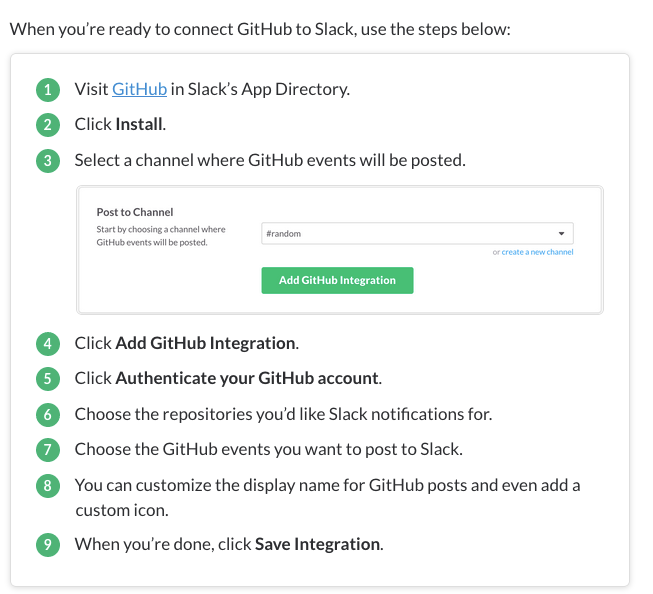 When you’re ready to connect GitHub to Slack, use the steps below:
1 Visit GitHub in Slack’s App Directory.
2 Click Install.
3 Select a channel where GitHub events will be posted.
Post to Channel
Start by choosing a channel where
GitHub events will be posted.
#random
or create a new channel
Add GitHub Integration
4 Click Add GitHub Integration.
5 Click Authenticate your GitHub account.
6 Choose the repositories you’d like Slack notifications for.
7 Choose the GitHub events you want to post to Slack.
8 You can customize the display name for GitHub posts and even add a
custom icon.
9 When you’re done, click Save Integration.